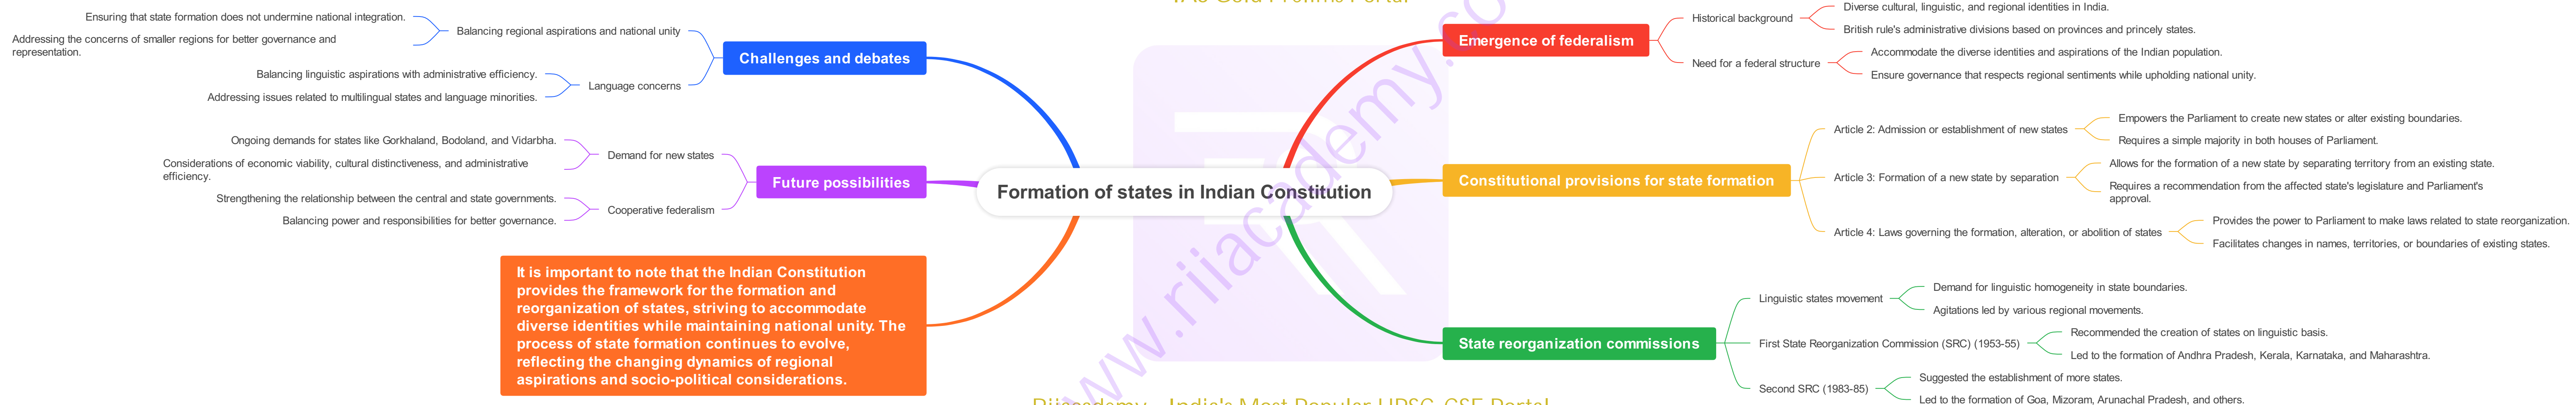 IAS Gold Prelims Portal
Formation of states in Indian Constitution
Emergence of federalism
Historical background
Diverse cultural, linguistic, and regional identities in India.
British rule's administrative divisions based on provinces and princely states.
Need for a federal structure
Accommodate the diverse identities and aspirations of the Indian population.
Ensure governance that respects regional sentiments while upholding national unity.
Constitutional provisions for state formation
Article 2: Admission or establishment of new states
Empowers the Parliament to create new states or alter existing boundaries.
Requires a simple majority in both houses of Parliament.
Article 3: Formation of a new state by separation
Allows for the formation of a new state by separating territory from an existing state.
Requires a recommendation from the affected state's legislature and Parliament's
approval.
Article 4: Laws governing the formation, alteration, or abolition of states
Provides the power to Parliament to make laws related to state reorganization.
Facilitates changes in names, territories, or boundaries of existing states.
State reorganization commissions
Linguistic states movement
Demand for linguistic homogeneity in state boundaries.
Agitations led by various regional movements.
First State Reorganization Commission (SRC) (1953-55)
Recommended the creation of states on linguistic basis.
Led to the formation of Andhra Pradesh, Kerala, Karnataka, and Maharashtra.
Second SRC (1983-85)
Suggested the establishment of more states.
Led to the formation of Goa, Mizoram, Arunachal Pradesh, and others.
Challenges and debates
Balancing regional aspirations and national unity
Ensuring that state formation does not undermine national integration.
Addressing the concerns of smaller regions for better governance and
representation.
Language concerns
Balancing linguistic aspirations with administrative efficiency.
Addressing issues related to multilingual states and language minorities.
Future possibilities
Demand for new states
Ongoing demands for states like Gorkhaland, Bodoland, and Vidarbha.
Considerations of economic viability, cultural distinctiveness, and administrative
efficiency.
Cooperative federalism
Strengthening the relationship between the central and state governments.
Balancing power and responsibilities for better governance.
It is important to note that the Indian Constitution
provides the framework for the formation and
reorganization of states, striving to accommodate
diverse identities while maintaining national unity. The
process of state formation continues to evolve,
reflecting the changing dynamics of regional
aspirations and socio-political considerations.
www.rijiacademy.co
India's Most Popular UPSC-CSE Portal